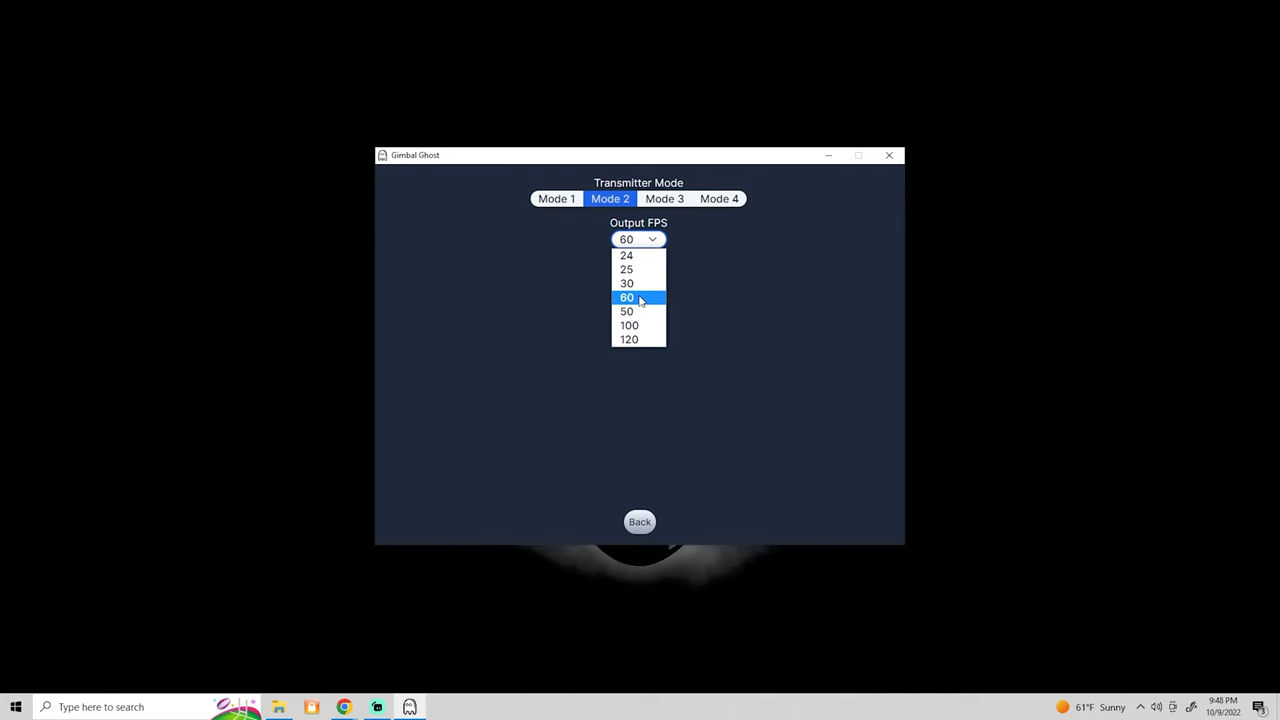 Gimbal Ghost
Transmitter Mode
Mode 1 Mode 2 Mode 3 Mode 4
Output FPS
60
24
25
30
60
50
100
120
Back
Type here to search
61°F Sunny
9:48 PM
10/9/2022
3